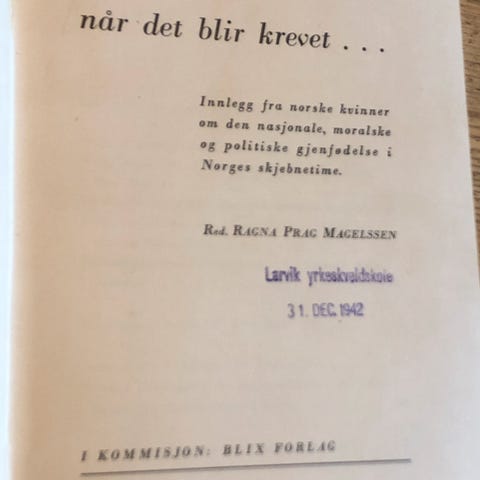 når det blir krevet . . .
Innlegg fra norske kvinner
om den nasjonale, moralske
og politiske gjenfødelse i
Norges skjebnetime.
Red. RAGNA PRAG MAGELSSEN
Larvik yrkeskveldskole
31. DEC. 1942
I KOMMISJON: BLIX FORLAG